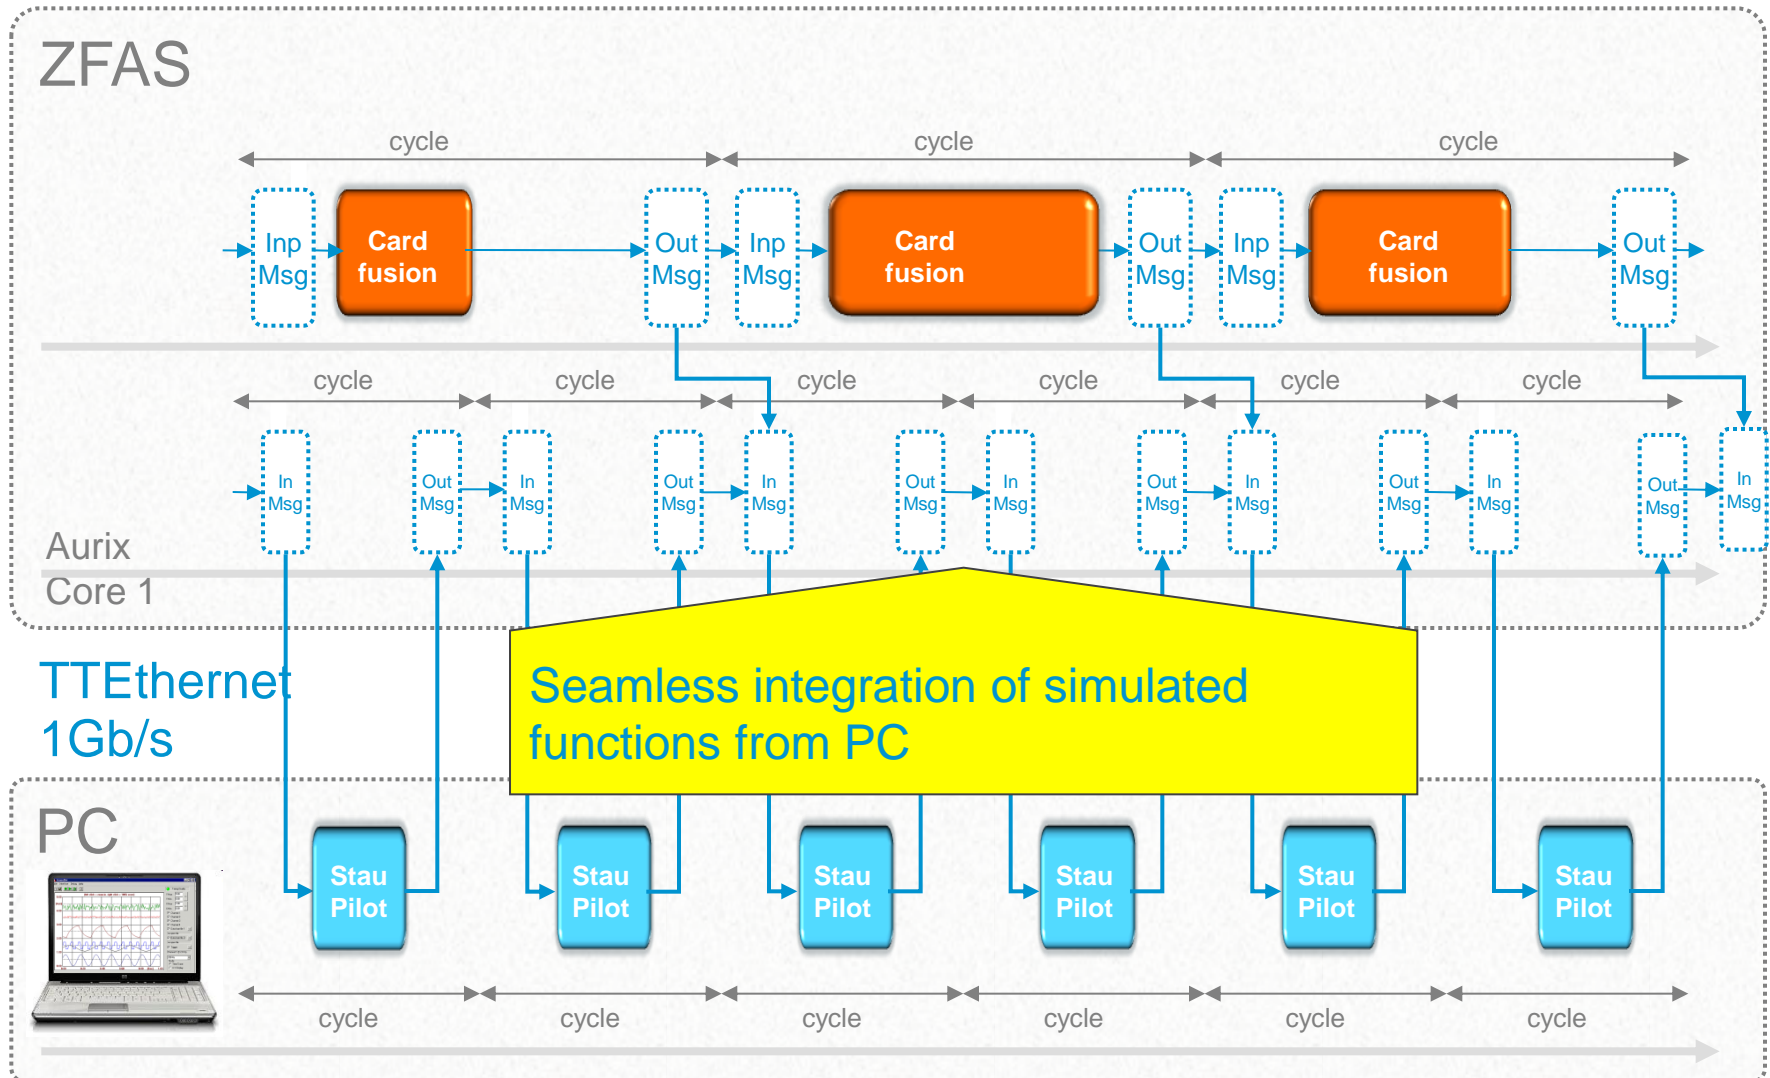 ZFAS
cycle
cycle
cycle
Inp
Msg
Card
fusion
Out
Msg
Inp
Msg
Card
fusion
Out
Msg
Inp
Msg
Card
fusion
Out
Msg
cycle
cycle
cycle
cycle
cycle
cycle
In
Msg
Out
Msg
In
Msg
Out
Msg
In
Msg
Out
Msg
In
Msg
Out
Msg
In
Msg
Out
Msg
In
Msg
Out
Msg
In
Msg
Aurix
Core 1
TTEthernet
1Gb/s
Seamless integration of simulated
functions from PC
PC
Stau
Pilot
Stau
Pilot
Stau
Pilot
Stau
Pilot
Stau
Pilot
Stau
Pilot
cycle
cycle
cycle
cycle
cycle
cycle